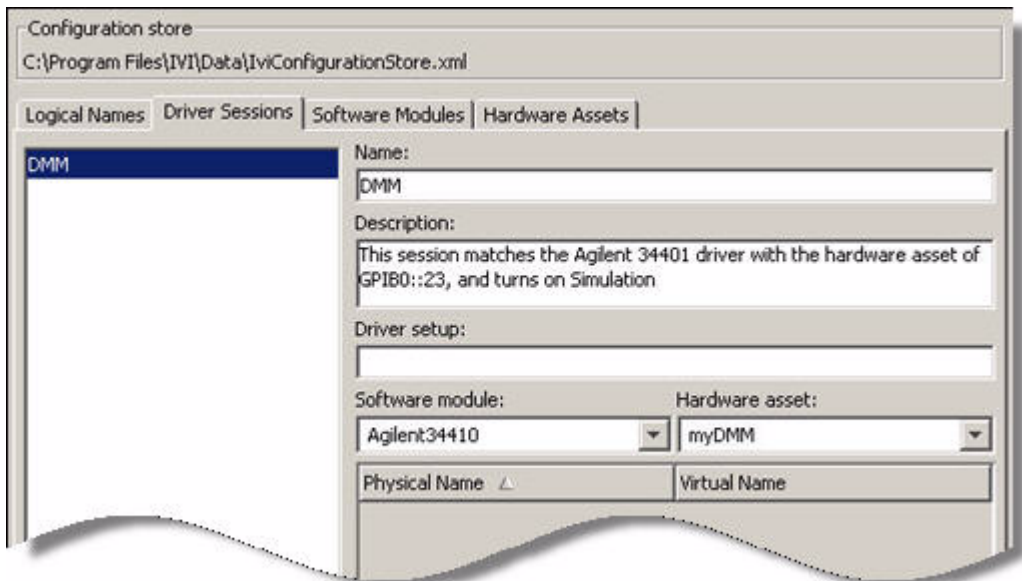 Configuration store
C:\Program Files\IVI\Data\IviConfigurationStore.xml
Logical Names Driver Sessions Software Modules Hardware Assets
DMM
Name:
DMM
Description:
This session matches the Agilent 34401 driver with the hardware asset of
GPIB0::23, and turns on Simulation
Driver setup:
Software module: Hardware asset:
Agilent34410 myDMM
Physical Name Virtual Name